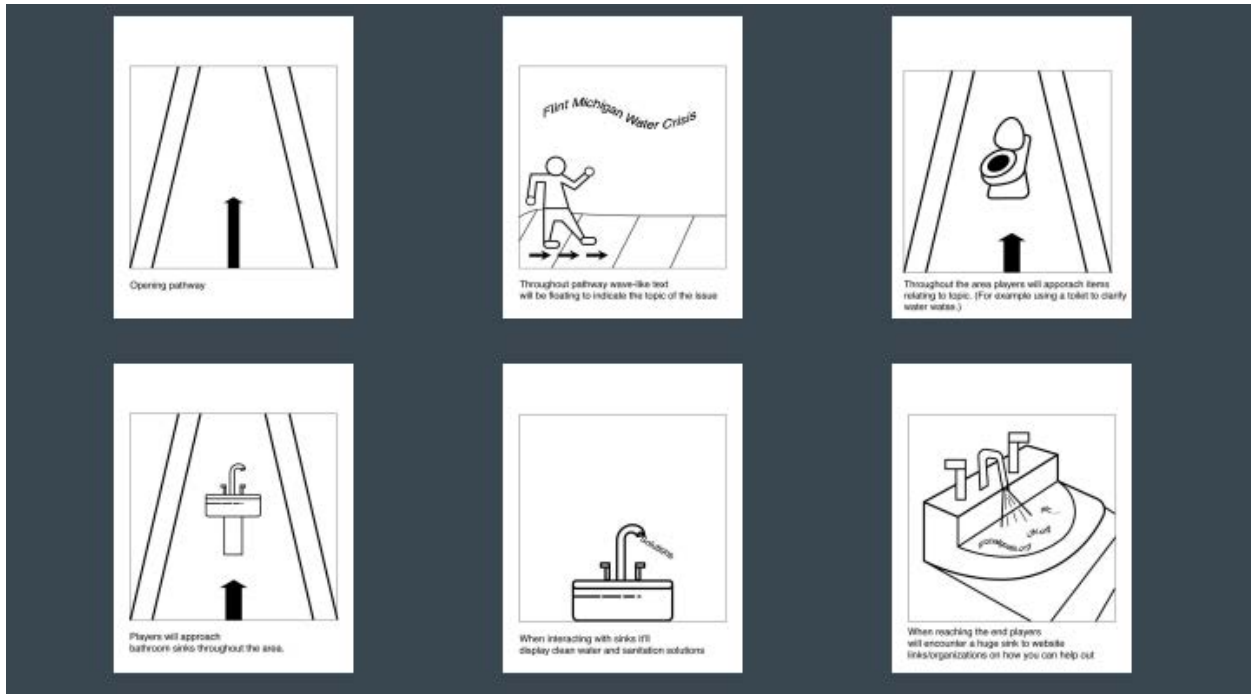 Opening pathway
Flint Michigan Water Crisis
Throughout pathway wave-like text
will be floating to indicate the topic of the issue
Throughout the area players will apporach items
relating to topic. (For example using a toilet to clarify
water watse.)
Players will approach
bathroom sinks throughout the area.
solutions
When interacting with sinks it'll
display clean water and sanitation solutions
When reaching the end players
will encounter a huge sink to website
links/organizations on how you can help out